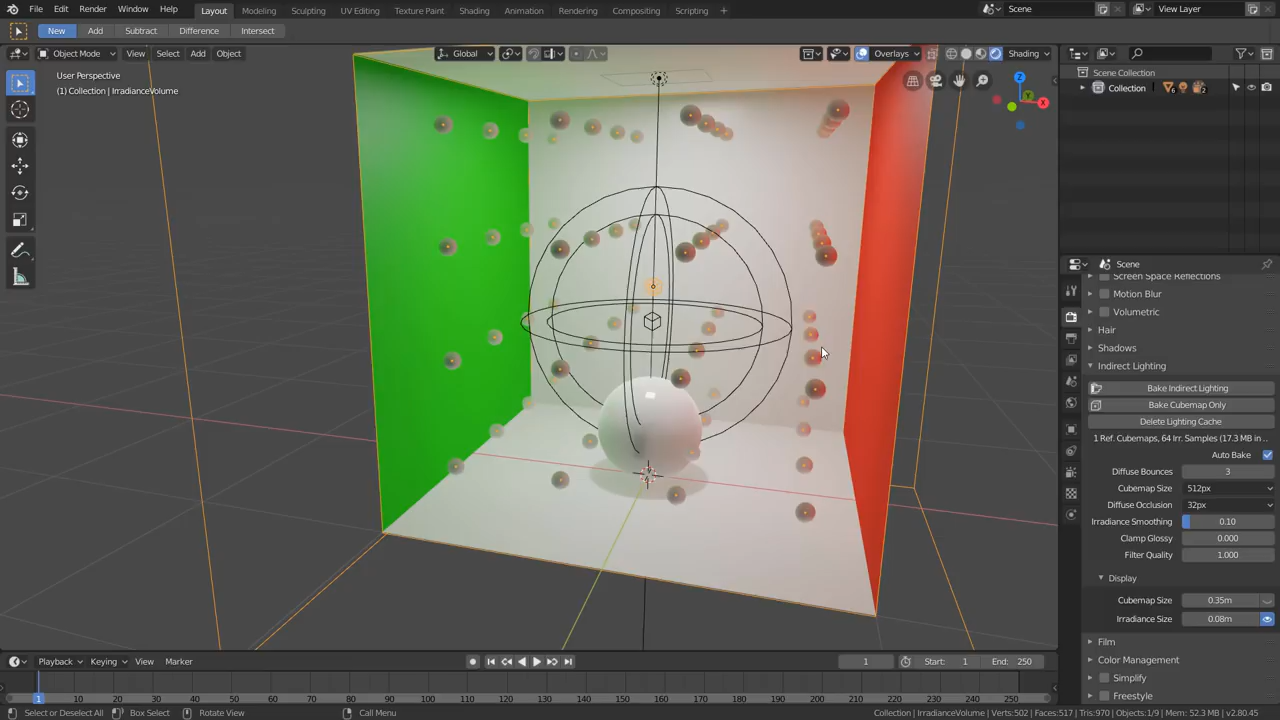 File Edit Render Window Help
Layout Modeling Sculpting UV Editing Texture Paint Shading Animation Rendering Compositing Scripting +
Scene
View Layer
New Add Subtract Difference Intersect
Object Mode View Select Add Object
Global
Overlays
Shading
User Perspective
(1) Collection | IrradianceVolume
Z
Y
X
Scene Collection
Collection
6
2
Scene
Screen Space Reflections
Motion Blur
Volumetric
Hair
Shadows
Indirect Lighting
Bake Indirect Lighting
Bake Cubemap Only
Delete Lighting Cache
1 Ref. Cubemaps, 64 Irr. Samples (17.3 MB in ..
Auto Bake
Diffuse Bounces 3
Cubemap Size 512px
Diffuse Occlusion 32px
Irradiance Smoothing 0.10
Clamp Glossy 0.000
Filter Quality 1.000
Display
Cubemap Size 0.35m
Irradiance Size 0.08m
Film
Color Management
Simplify
Freestyle
Playback Keying View Marker
1
Start: 1
End: 250
1 10 20 30 40 50 60 70 80 90 100 110 120 130 140 150 160 170 180 190 200 210 220 230 240 250
Select or Deselect All Box Select Rotate View Call Menu
Collection | IrradianceVolume | Verts:502 | Faces:517 | Tris:970 | Objects:1/9 | Mem: 52.3 MB | v2.80.45